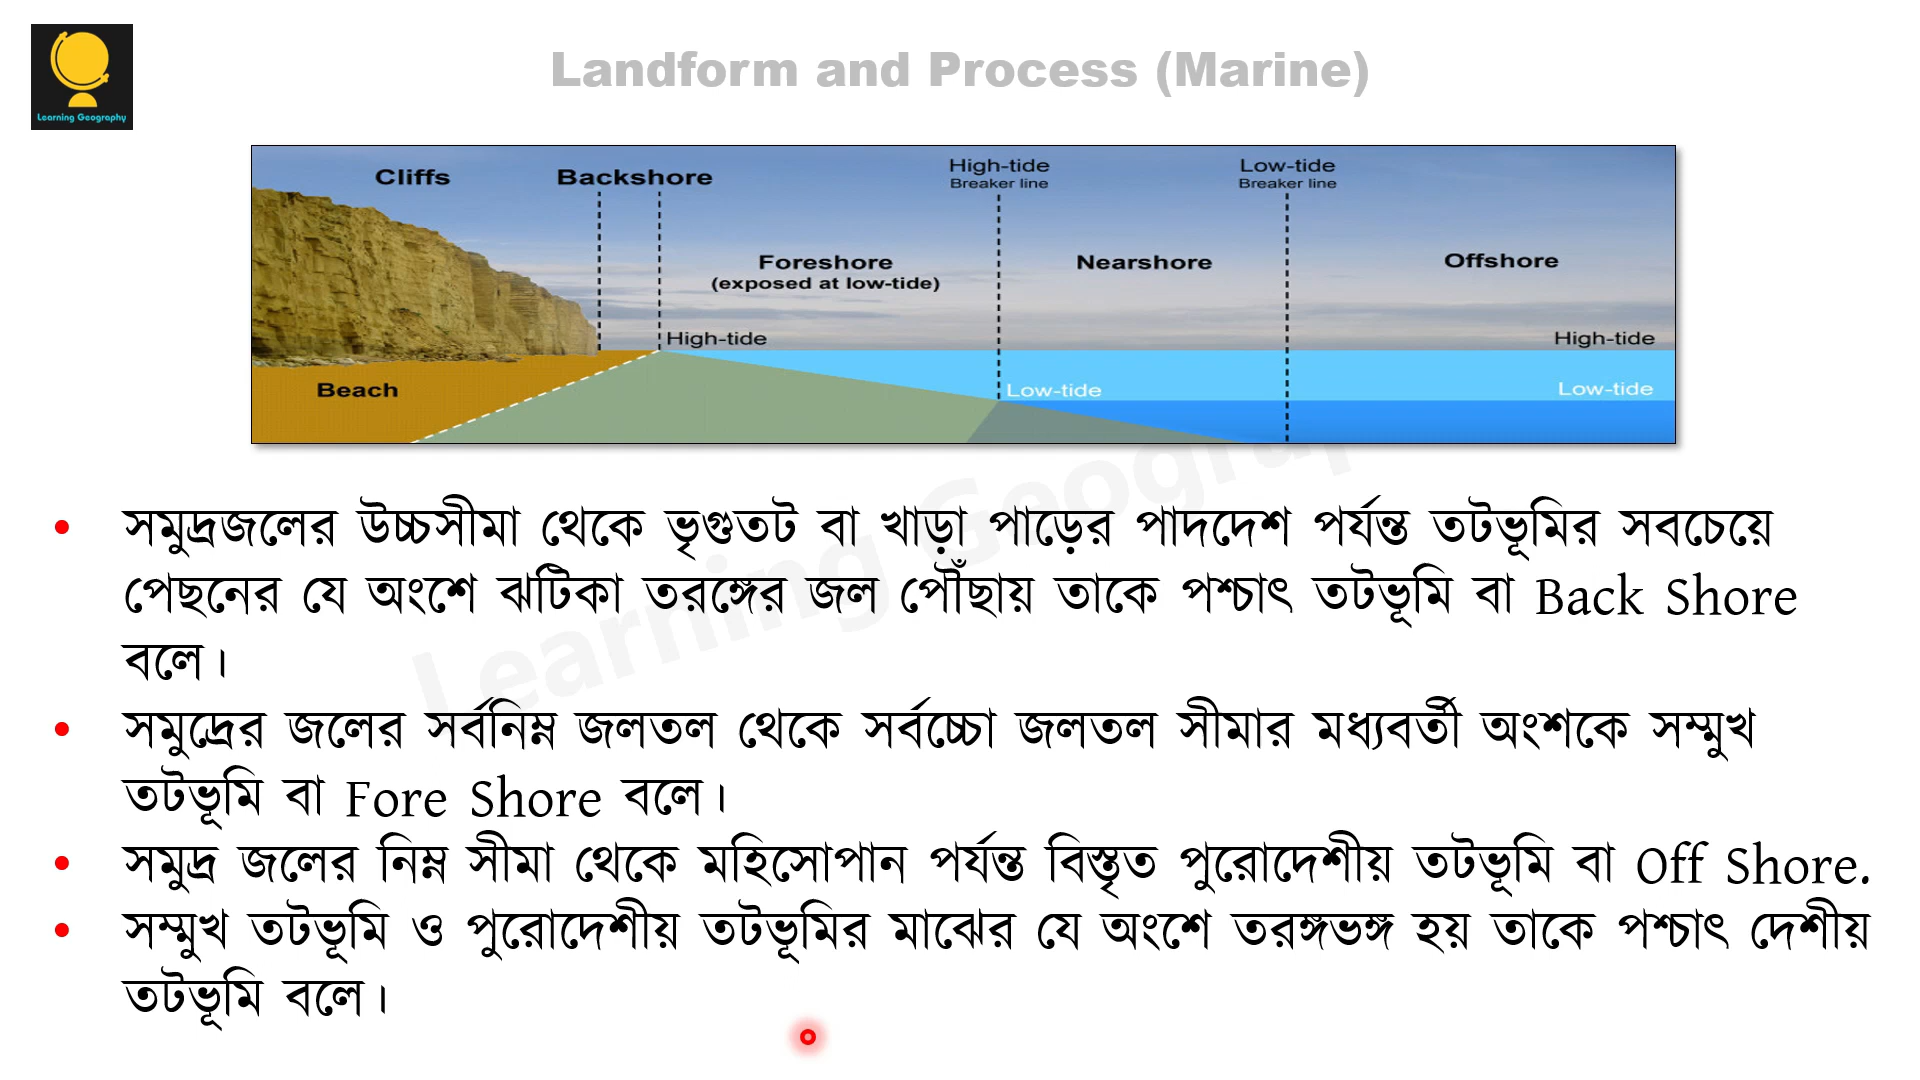 Learning Geography
Landform and Process (Marine)
Cliffs
Backshore
High-tide
Breaker line
Low-tide
Breaker line
Foreshore
(exposed at low-tide)
Nearshore
Offshore
High-tide
High-tide
Beach
Low-tide
Low-tide
Learning Geograp
• সমুদ্রজলের উচ্চসীমা থেকে ভৃগুতট বা খাড়া পাড়ের পাদদেশ পর্যন্ত তটভূমির সবচেয়ে
পেছনের যে অংশে ঝটিকা তরঙ্গের জল পৌঁছায় তাকে পশ্চাৎ তটভূমি বা Back Shore
বলে।
• সমুদ্রের জলের সর্বনিম্ন জলতল থেকে সর্বচ্চো জলতল সীমার মধ্যবর্তী অংশকে সম্মুখ
তটভূমি বা Fore Shore বলে।
• সমুদ্র জলের নিম্ন সীমা থেকে মহিসোপান পর্যন্ত বিস্তৃত পুরোদেশীয় তটভূমি বা Off Shore.
• সম্মুখ তটভূমি ও পুরোদেশীয় তটভূমির মাঝের যে অংশে তরঙ্গভঙ্গ হয় তাকে পশ্চাৎ দেশীয়
তটভূমি বলে।